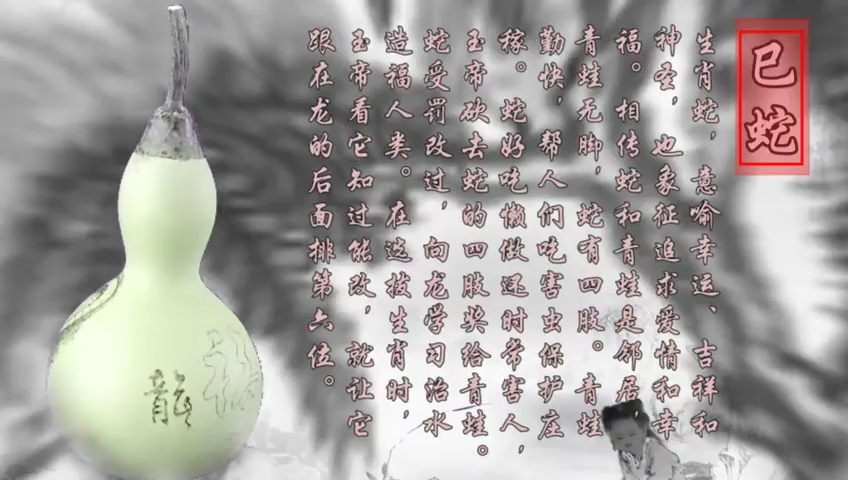 巳蛇
生肖蛇，意喻幸运、吉祥和
神圣，也象征追求爱情和幸
福。相传蛇和青蛙是邻居，
青蛙无脚，蛇有四肢。青蛙
勤快，帮人们吃害虫保护庄
稼。蛇好吃懒做还时常害人，
玉帝砍去蛇的四肢奖给青蛙。
蛇受罚改过，向龙学习治水
造福人类。在选拔生肖时，
玉帝看它知过能改，就让它
跟在龙的后面排第六位。